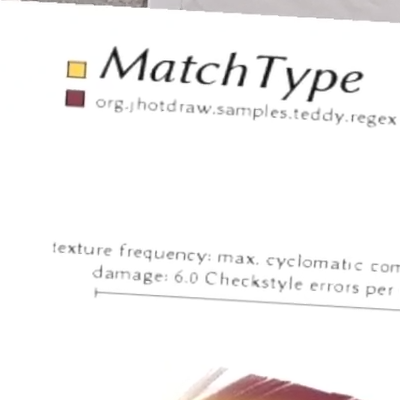 MatchType
org.jhotdraw.samples.teddy.regex
texture frequency: max. cyclomatic com
damage: 6.0 Checkstyle errors per